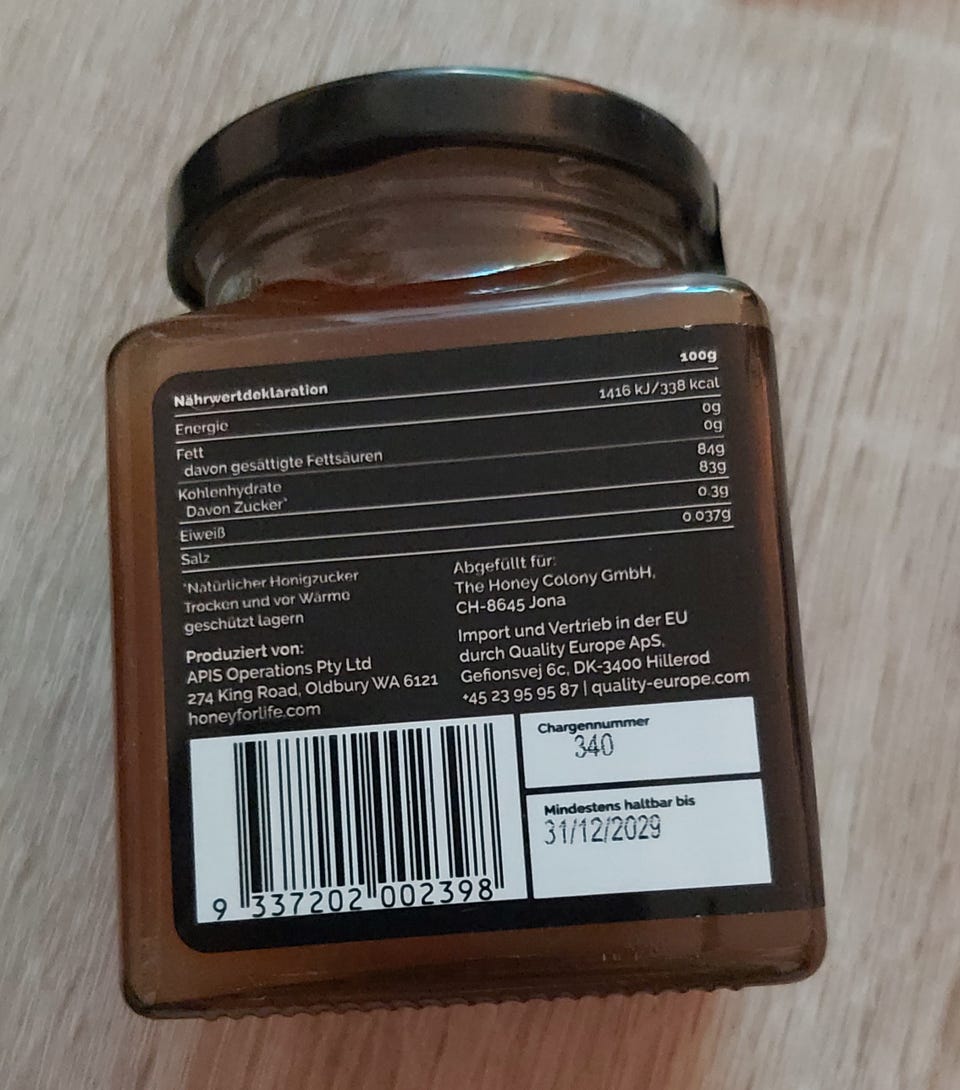 Nährwertdeklaration 100g
Energie 1416 kJ/338 kcal
Fett 0g
davon gesättigte Fettsäuren 0g
Kohlenhydrate 84g
Davon Zucker* 83g
Eiweiß 0.3g
Salz 0.037g
*Natürlicher Honigzucker
Trocken und vor Wärme
geschützt lagern
Produziert von:
APIS Operations Pty Ltd
274 King Road, Oldbury WA 6121
honeyforlife.com
Abgefüllt für:
The Honey Colony GmbH,
CH-8645 Jona
Import und Vertrieb in der EU
durch Quality Europe ApS,
Gefionsvej 6c, DK-3400 Hillerød
+45 23 95 95 87 | quality-europe.com
9 337202 002398
Chargennummer
340
Mindestens haltbar bis
31/12/2029